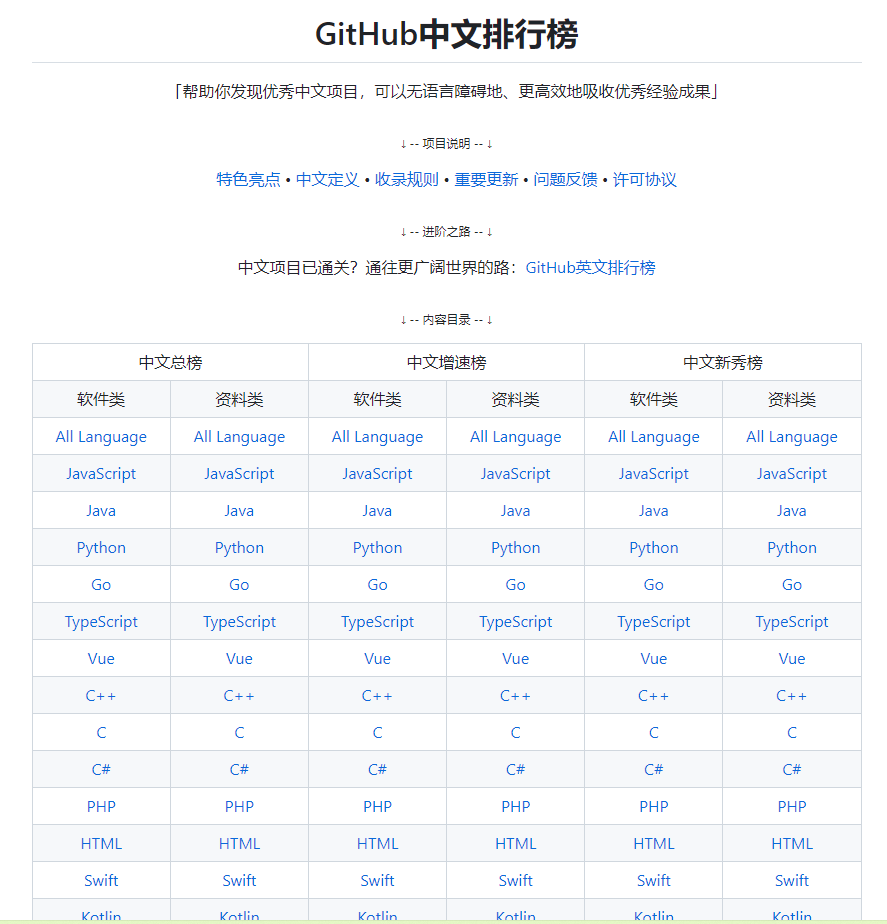 GitHub中文排行榜
「帮助你发现优秀中文项目，可以无语言障碍地、更高效地吸收优秀经验成果」
↓ -- 项目说明 -- ↓
特色亮点 • 中文定义 • 收录规则 • 重要更新 • 问题反馈 • 许可协议
↓ -- 进阶之路 -- ↓
中文项目已通关？通往更广阔世界的路：GitHub英文排行榜
↓ -- 内容目录 -- ↓
中文总榜 中文增速榜 中文新秀榜
软件类 资料类 软件类 资料类 软件类 资料类
All Language All Language All Language All Language All Language All Language
JavaScript JavaScript JavaScript JavaScript JavaScript JavaScript
Java Java Java Java Java Java
Python Python Python Python Python Python
Go Go Go Go Go Go
TypeScript TypeScript TypeScript TypeScript TypeScript TypeScript
Vue Vue Vue Vue Vue Vue
C++ C++ C++ C++ C++ C++
C C C C C C
C# C# C# C# C# C#
PHP PHP PHP PHP PHP PHP
HTML HTML HTML HTML HTML HTML
Swift Swift Swift Swift Swift Swift
Kotlin Kotlin Kotlin Kotlin Kotlin Kotlin